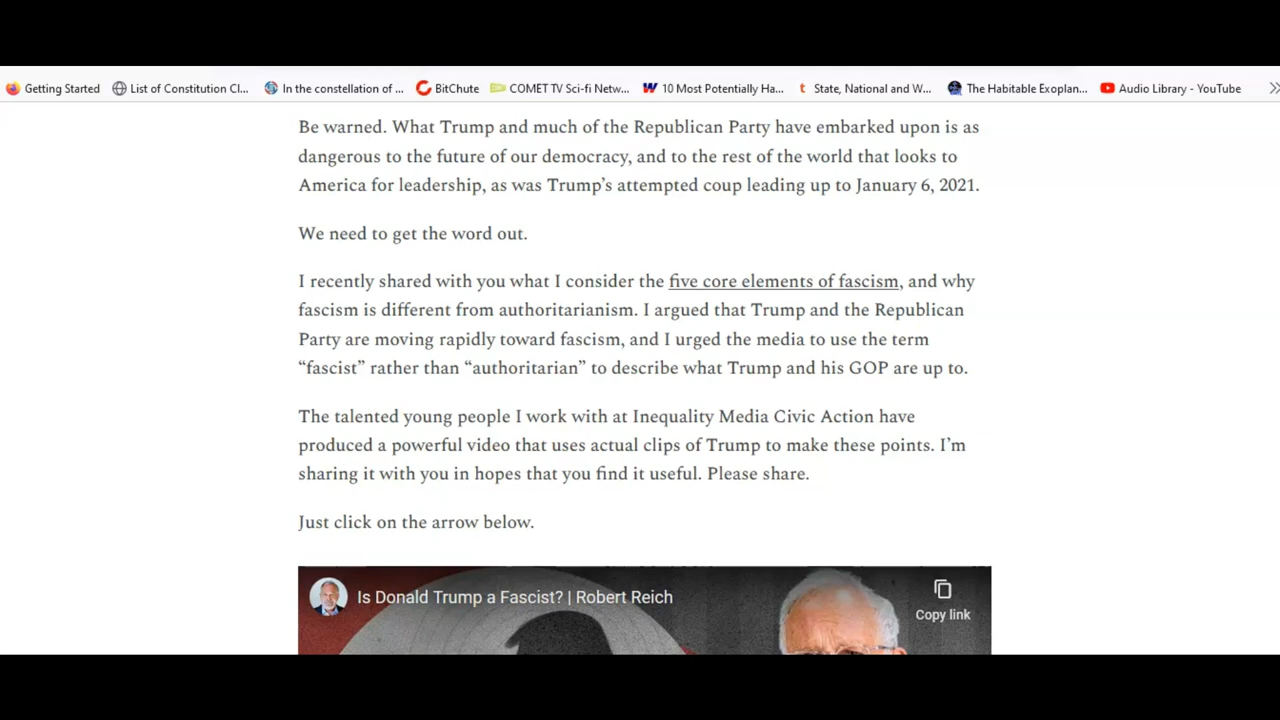 Getting Started List of Constitution Cl... In the constellation of ... BitChute COMET TV Sci-fi Netw... 10 Most Potentially Ha... State, National and W... The Habitable Exoplan... Audio Library - YouTube
Be warned. What Trump and much of the Republican Party have embarked upon is as
dangerous to the future of our democracy, and to the rest of the world that looks to
America for leadership, as was Trump’s attempted coup leading up to January 6, 2021.
We need to get the word out.
I recently shared with you what I consider the five core elements of fascism, and why
fascism is different from authoritarianism. I argued that Trump and the Republican
Party are moving rapidly toward fascism, and I urged the media to use the term
“fascist” rather than “authoritarian” to describe what Trump and his GOP are up to.
The talented young people I work with at Inequality Media Civic Action have
produced a powerful video that uses actual clips of Trump to make these points. I’m
sharing it with you in hopes that you find it useful. Please share.
Just click on the arrow below.
Is Donald Trump a Fascist? | Robert Reich
Copy link